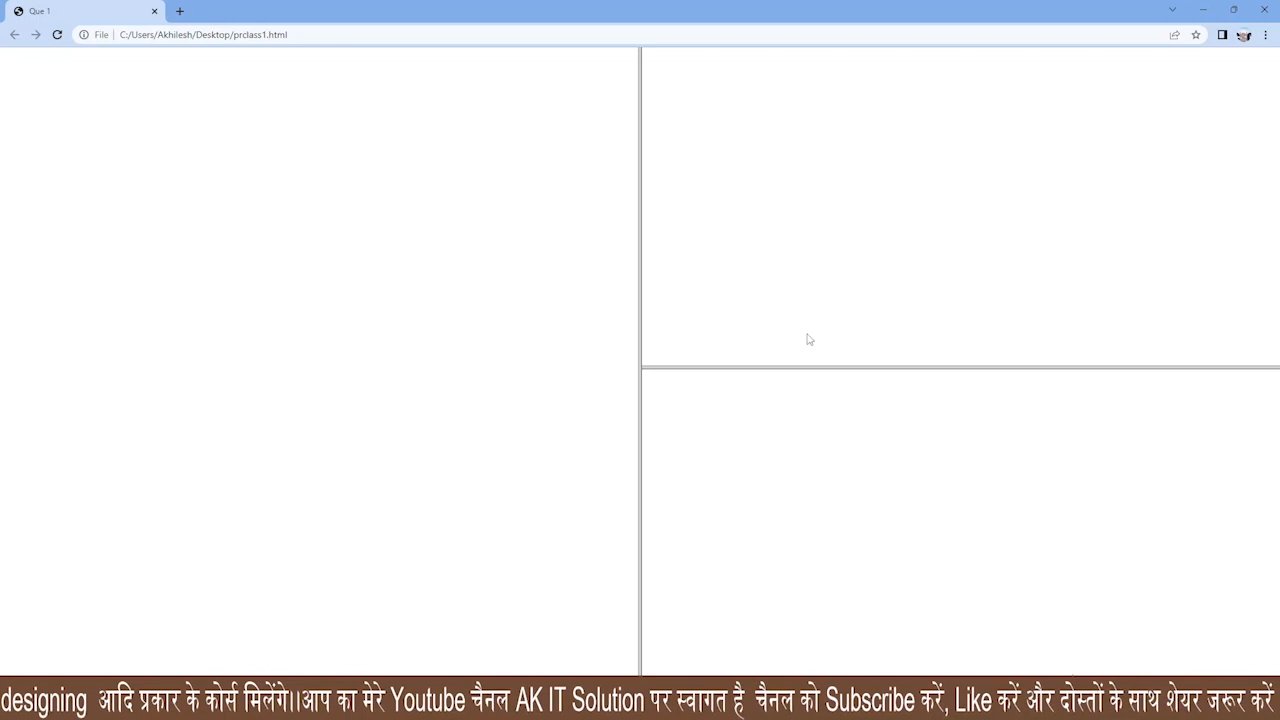 Que 1
File
C:/Users/Akhilesh/Desktop/prclass1.html
designing आदि प्रकार के कोर्स मिलेंगे।।आप का मेरे Youtube चैनल AK IT Solution पर स्वागत है चैनल को Subscribe करें, Like करें और दोस्तों के साथ शेयर जरूर करें